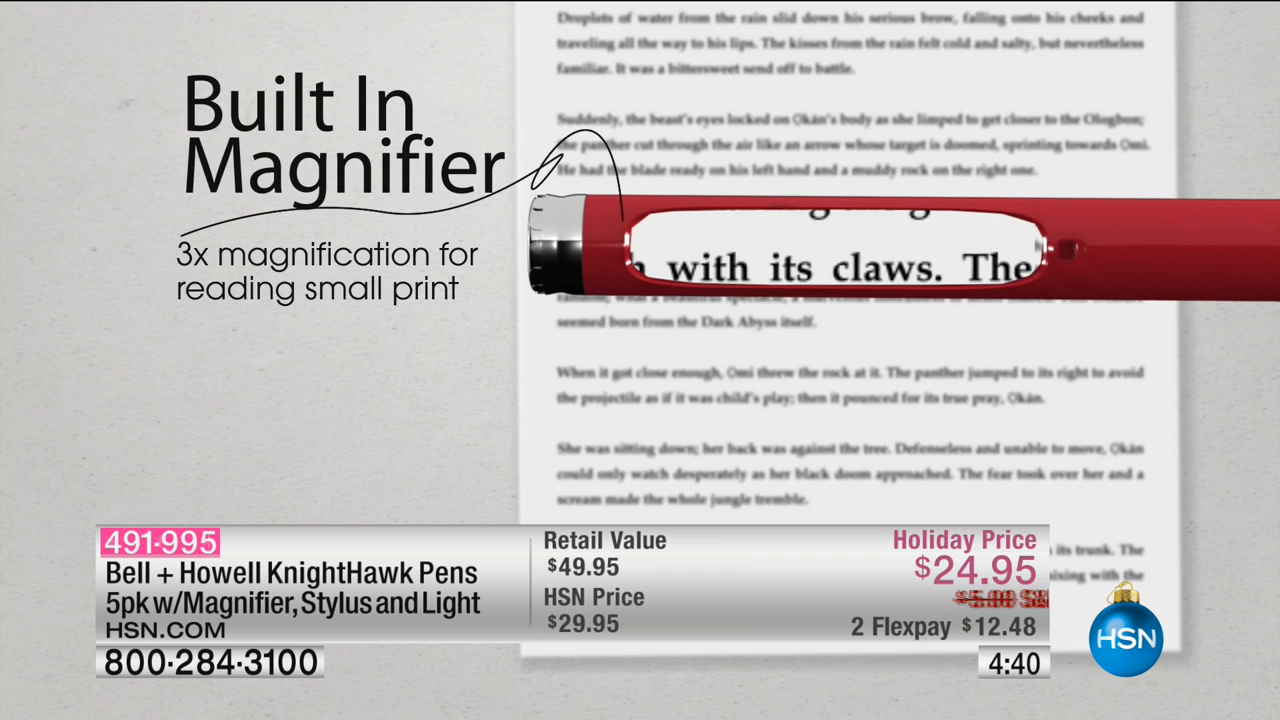 Droplets of water from the rain slid down his serious brow, falling onto his cheeks and
traveling all the way to his lips. The kisses from the rain felt cold and salty, but nevertheless
familiar. It was a bittersweet send off to battle.
Suddenly, the beast's eyes locked on Ọkán's body as she limped to get closer to the Ologbon;
the panther cut through the air like an arrow whose target is doomed, sprinting towards Omi.
He had the blade ready on his left hand and a muddy rock on the right one.
Built In
Magnifier
3x magnification for
reading small print
with its claws. The
seemed born from the Dark Abyss itself.
When it got close enough, Omi threw the rock at it. The panther jumped to its right to avoid
the projectile as if it was child's play; then it pounced for its true pray, Ọkán.
She was sitting down; her back was against the tree. Defenseless and unable to move, Ọkán
could only watch desperately as her black doom approached. The fear took over her and a
scream made the whole jungle tremble.
its trunk. The
with the
491-995
Bell + Howell KnightHawk Pens
5pk w/Magnifier, Stylus and Light
HSN.COM
800·284·3100
Retail Value
$49.95
HSN Price
$29.95
Holiday Price
$24.95
2 Flexpay $12.48
4:40
HSN